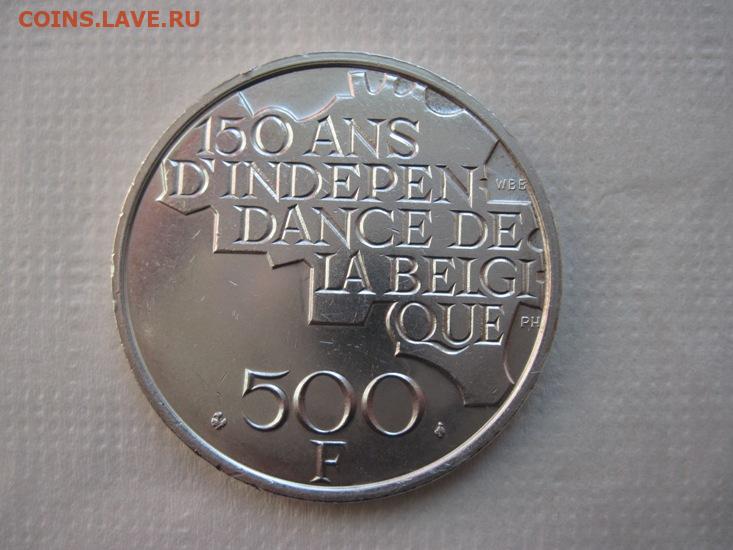 COINS.LAVE.RU
150 ANS
D'INDEPEN-
WBB
DANCE DE
LA BELGI-
QUE
PH
500
F